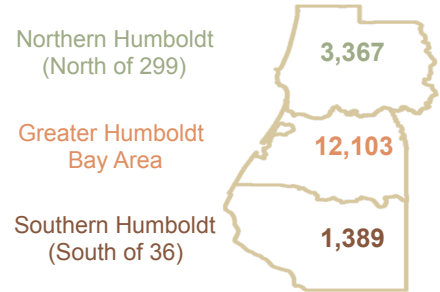 Northern Humboldt
(North of 299)
3,367
Greater Humboldt
Bay Area
12,103
Southern Humboldt
(South of 36)
1,389